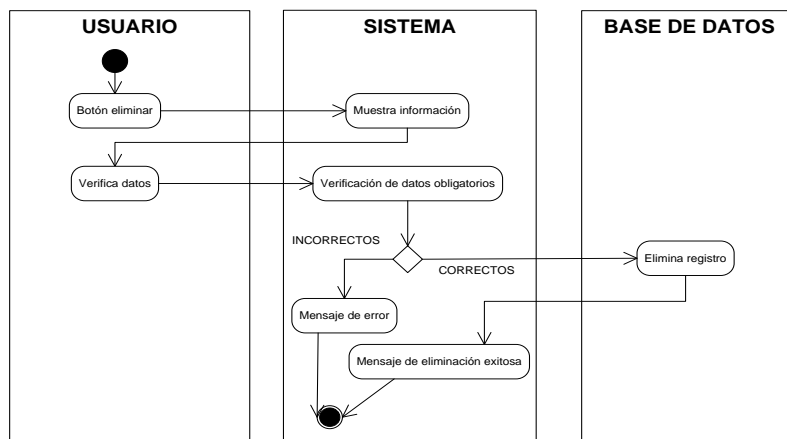 USUARIO
SISTEMA
BASE DE DATOS
Botón eliminar
Muestra información
Verifica datos
Verificación de datos obligatorios
INCORRECTOS
CORRECTOS
Elimina registro
Mensaje de error
Mensaje de eliminación exitosa